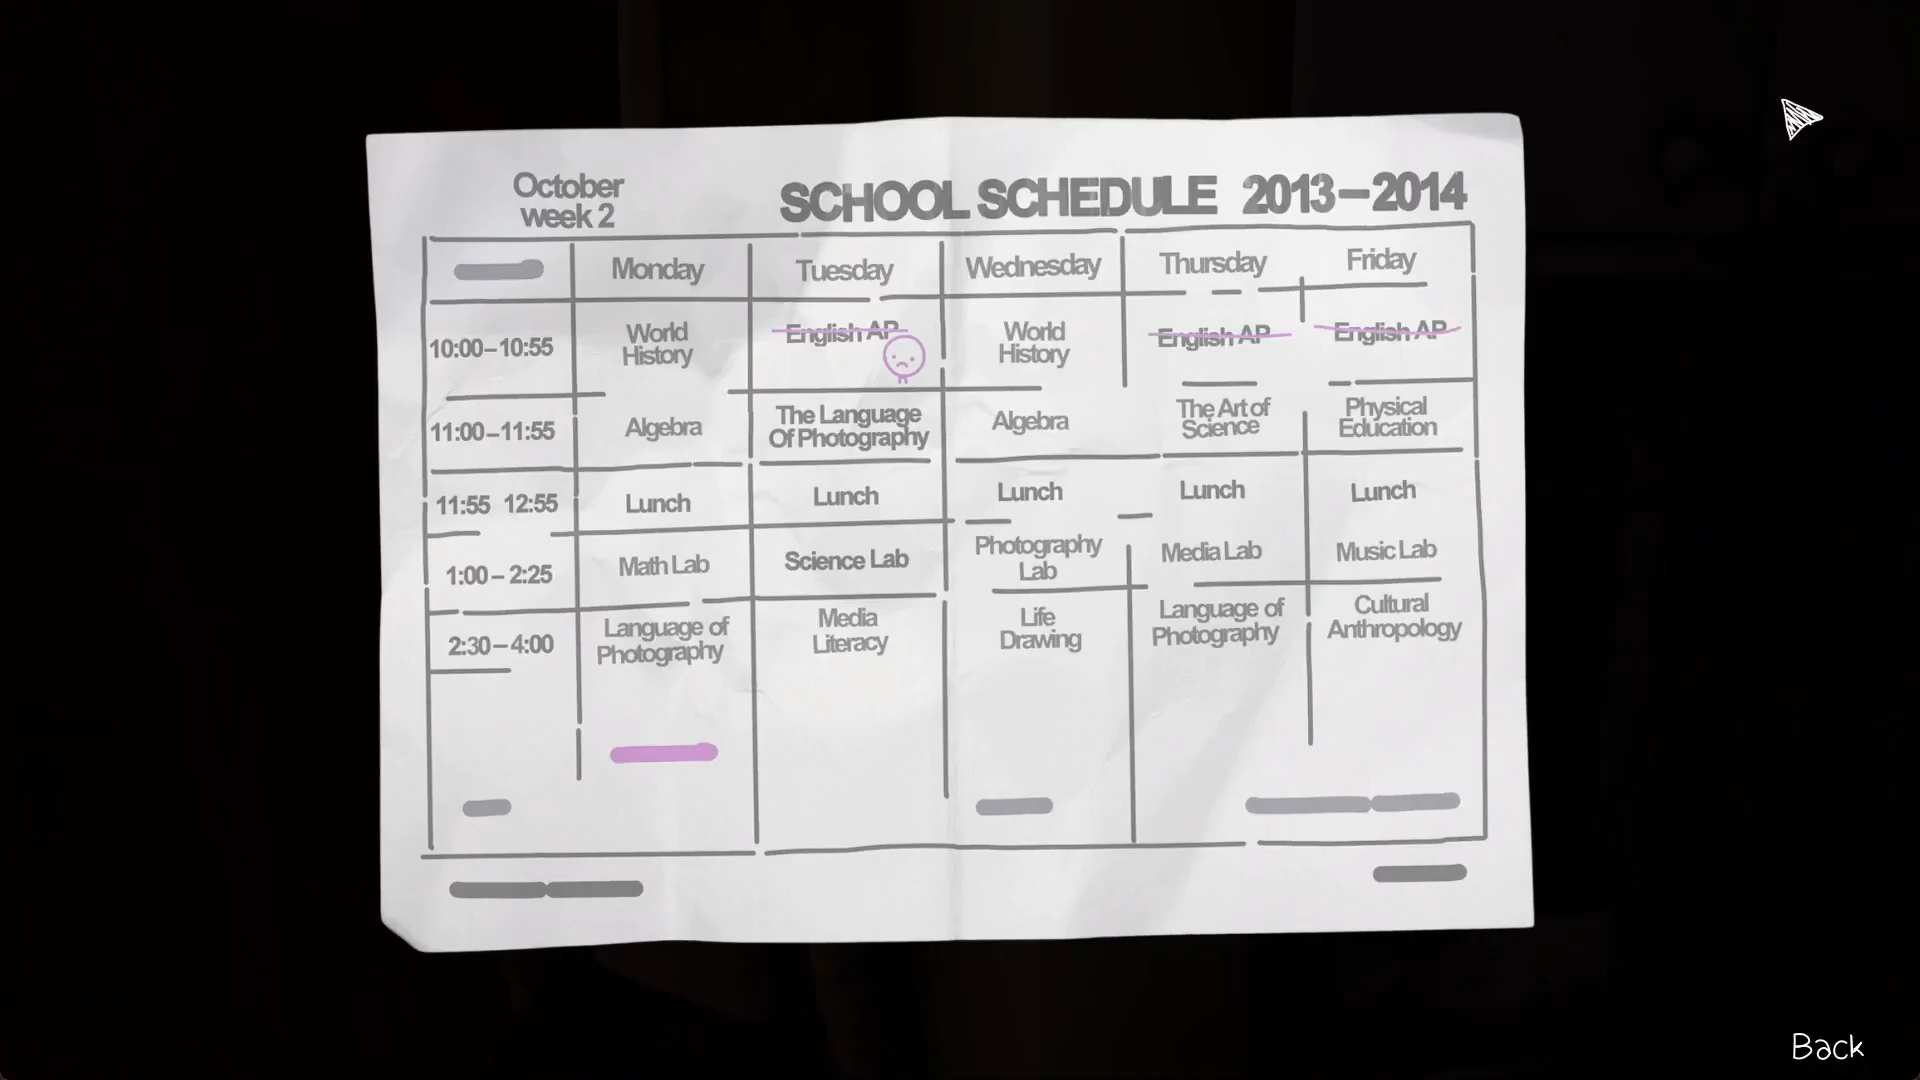 October
week 2
SCHOOL SCHEDULE 2013-2014
Monday
Tuesday
Wednesday
Thursday
Friday
10:00-10:55
World
History
English AP
World
History
English AP
English AP
11:00-11:55
Algebra
The Language
Of Photography
Algebra
The Art of
Science
Physical
Education
11:55 12:55
Lunch
Lunch
Lunch
Lunch
Lunch
1:00-2:25
Math Lab
Science Lab
Photography
Lab
Media Lab
Music Lab
2:30-4:00
Language of
Photography
Media
Literacy
Life
Drawing
Language of
Photography
Cultural
Anthropology
Back